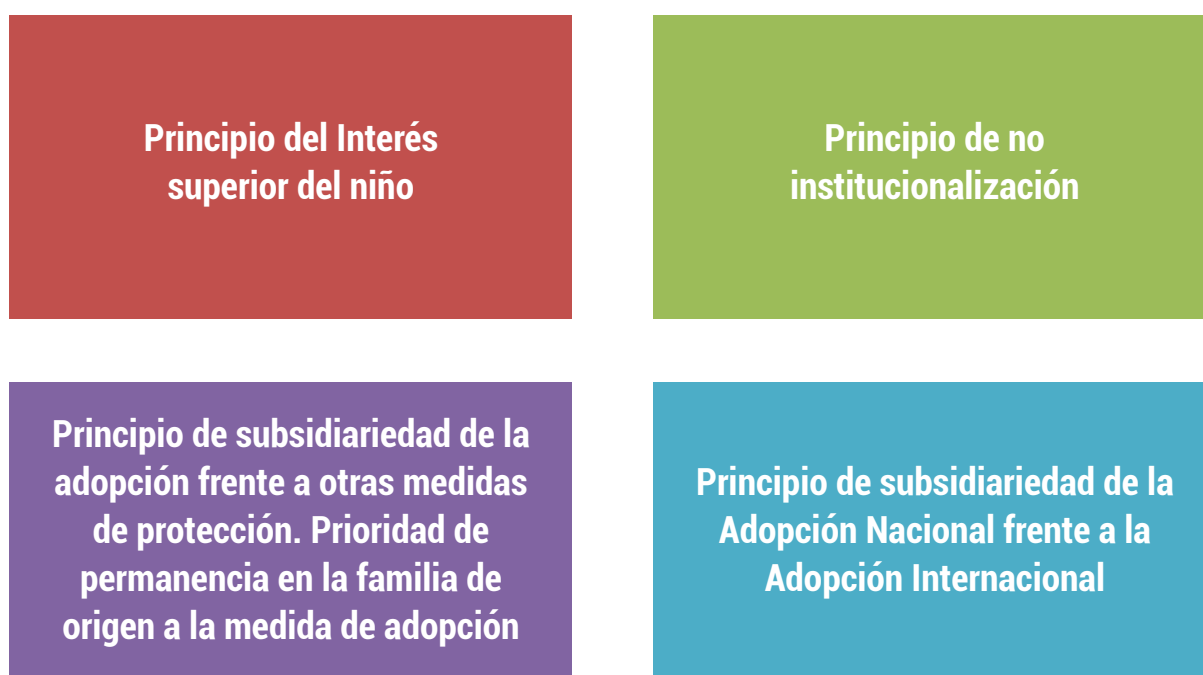 Principio del Interés
superior del niño
Principio de no
institucionalización
Principio de subsidiariedad de la
adopción frente a otras medidas
de protección. Prioridad de
permanencia en la familia de
origen a la medida de adopción
Principio de subsidiariedad de la
Adopción Nacional frente a la
Adopción Internacional